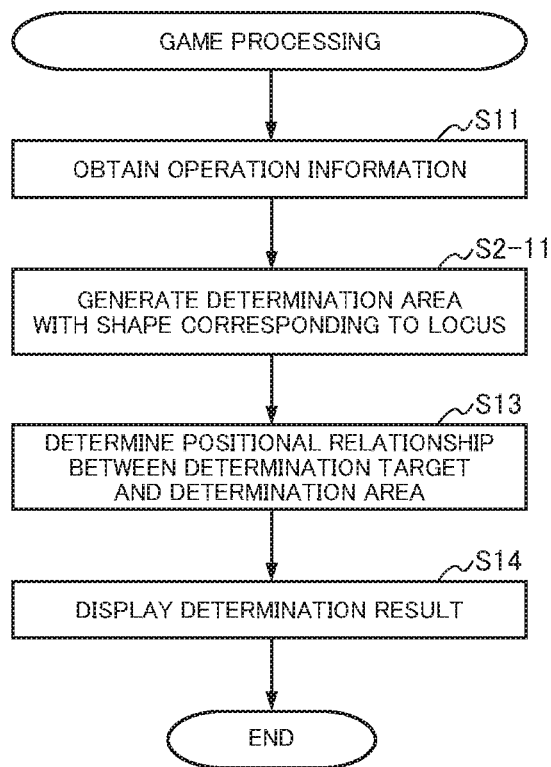 GAME PROCESSING
S11
OBTAIN OPERATION INFORMATION
S2-11
GENERATE DETERMINATION AREA
WITH SHAPE CORRESPONDING TO LOCUS
S13
DETERMINE POSITIONAL RELATIONSHIP
BETWEEN DETERMINATION TARGET
AND DETERMINATION AREA
S14
DISPLAY DETERMINATION RESULT
END